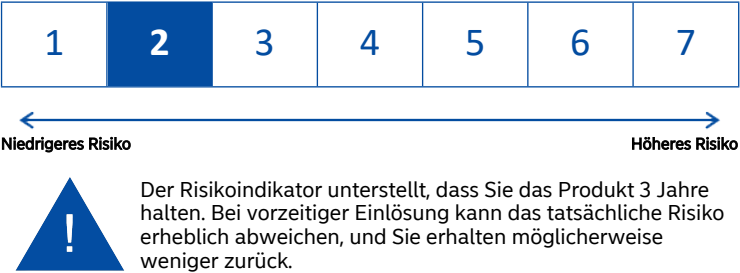 1 2 3 4 5 6 7
Niedrigeres Risiko Höheres Risiko
Der Risikoindikator unterstellt, dass Sie das Produkt 3 Jahre
halten. Bei vorzeitiger Einlösung kann das tatsächliche Risiko
erheblich abweichen, und Sie erhalten möglicherweise
weniger zurück.
!